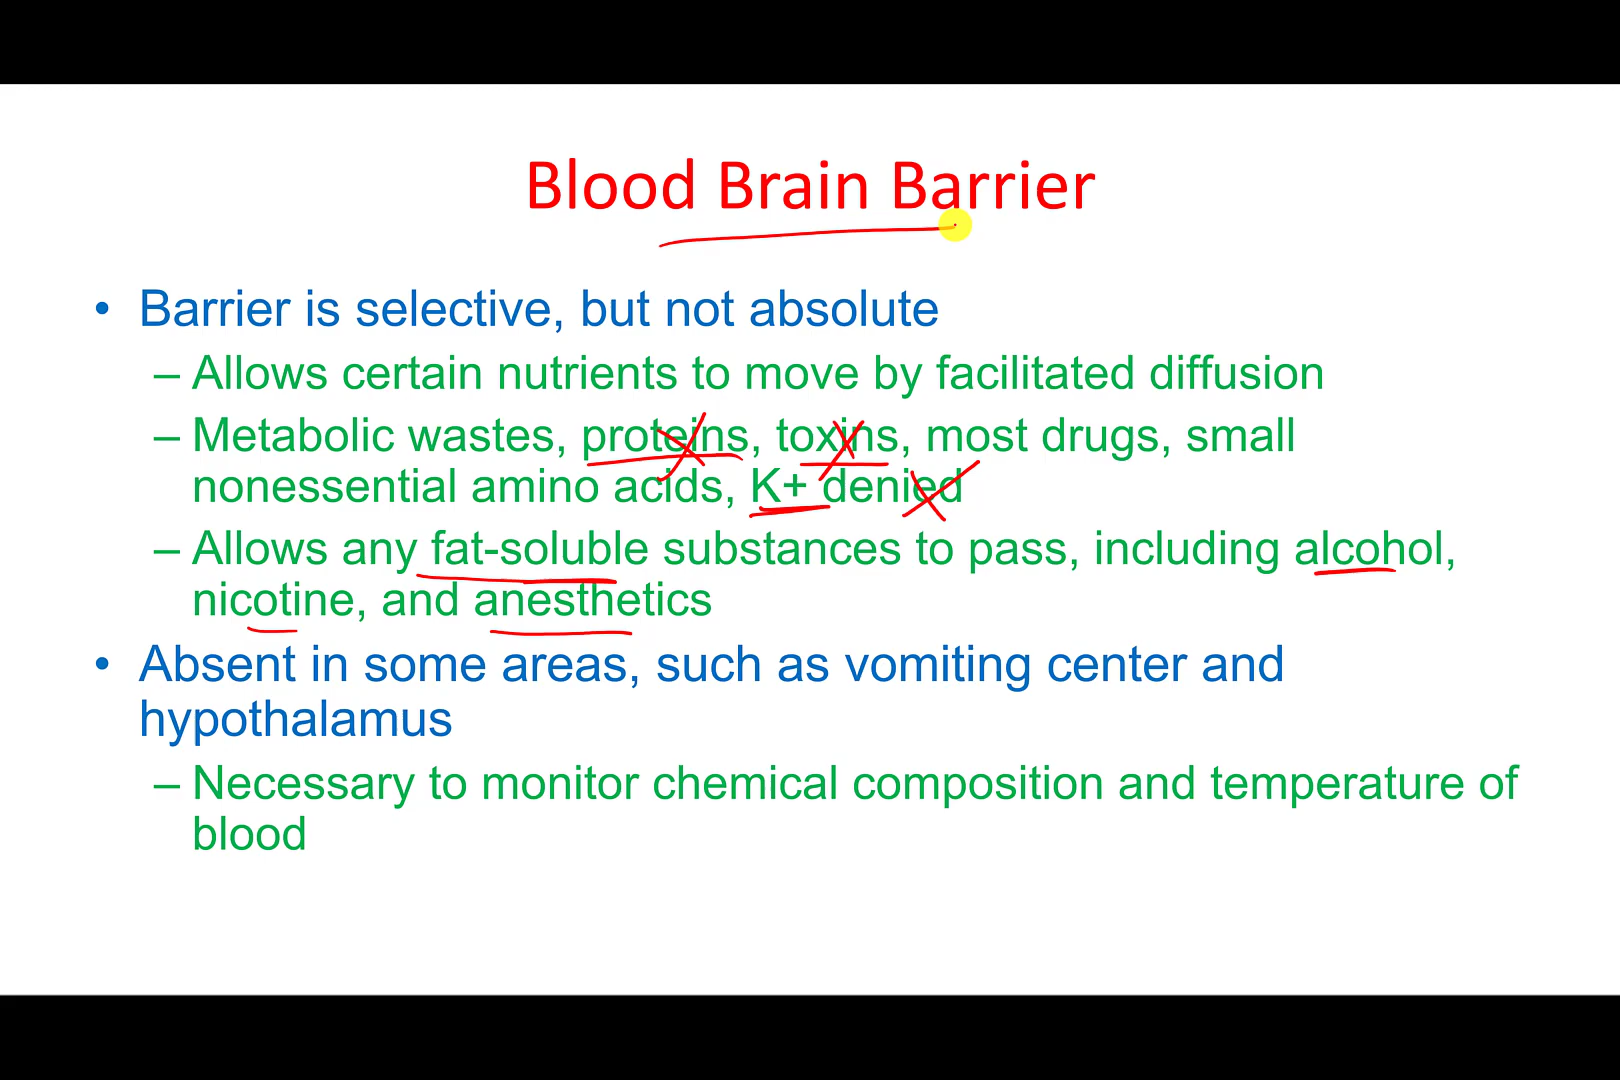 Blood Brain Barrier
• Barrier is selective, but not absolute
– Allows certain nutrients to move by facilitated diffusion
– Metabolic wastes, proteins, toxins, most drugs, small
nonessential amino acids, K+ denied
– Allows any fat-soluble substances to pass, including alcohol,
nicotine, and anesthetics
• Absent in some areas, such as vomiting center and
hypothalamus
– Necessary to monitor chemical composition and temperature of
blood